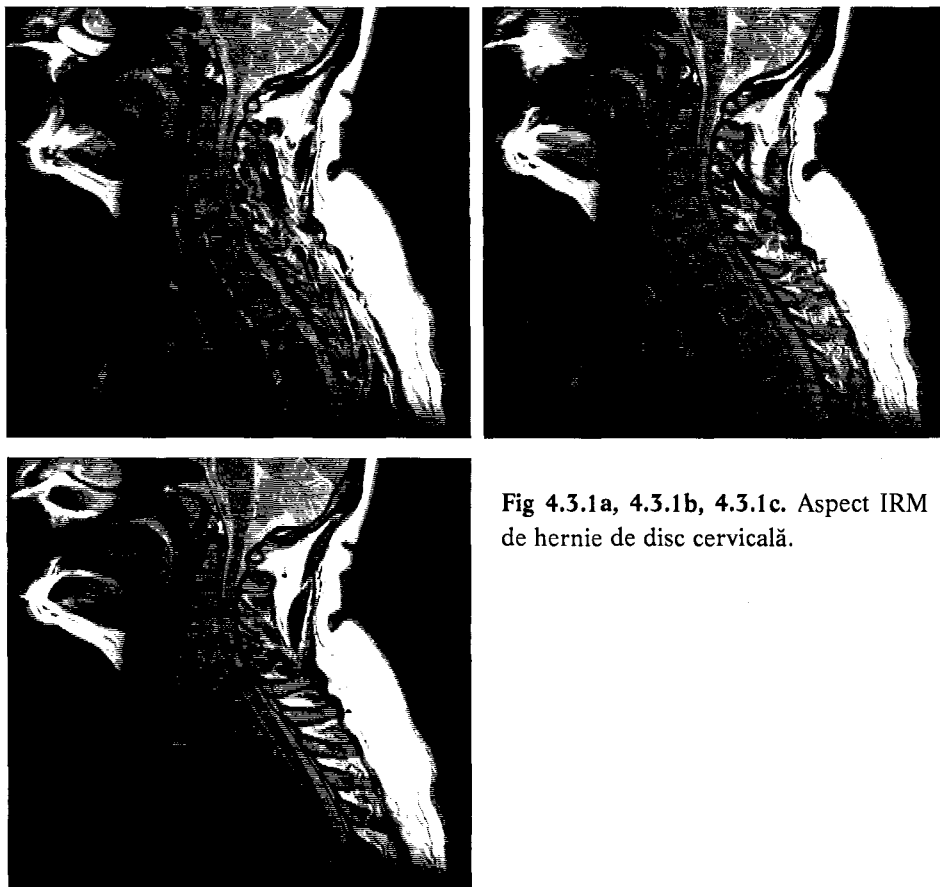 Fig 4.3.1a, 4.3.1b, 4.3.1c. Aspect IRM
de hernie de disc cervicală.